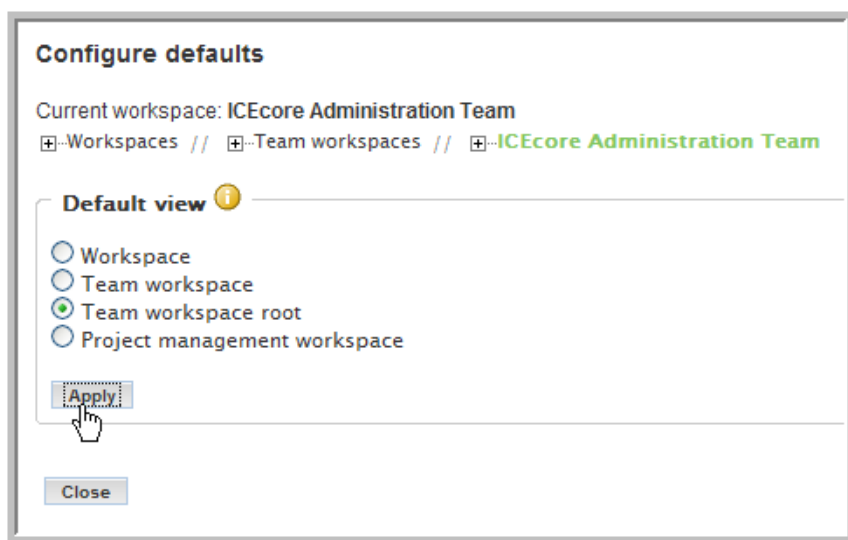 Configure defaults
Current workspace: ICEcore Administration Team
Workspaces // Team workspaces // ICEcore Administration Team
Default view
Workspace
Team workspace
Team workspace root
Project management workspace
Apply
Close